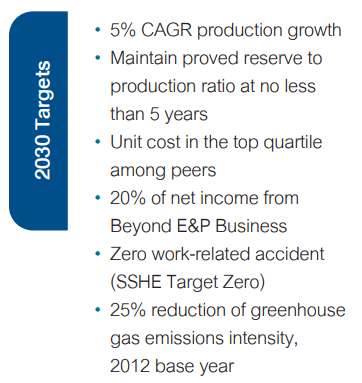 2030 Targets
• 5% CAGR production growth
• Maintain proved reserve to
production ratio at no less
than 5 years
• Unit cost in the top quartile
among peers
• 20% of net income from
Beyond E&P Business
• Zero work-related accident
(SSHE Target Zero)
• 25% reduction of greenhouse
gas emissions intensity,
2012 base year